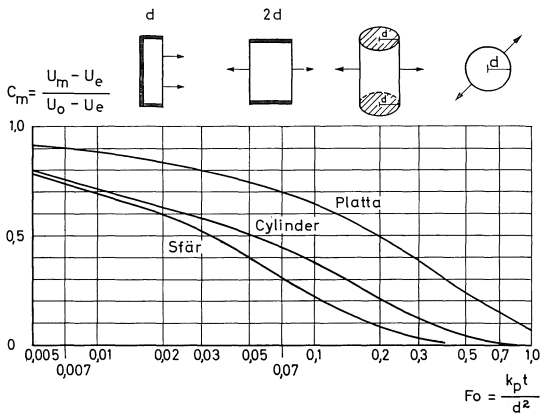 d 2d
d d
C_m = (U_m - U_e) / (U_o - U_e)
1,0
Platta
Cylinder
0,5
Sfär
0
0,005 0,01 0,02 0,03 0,05 0,1 0,2 0,3 0,5 0,7 1,0
0,007 0,07
Fo = k_p t / d²